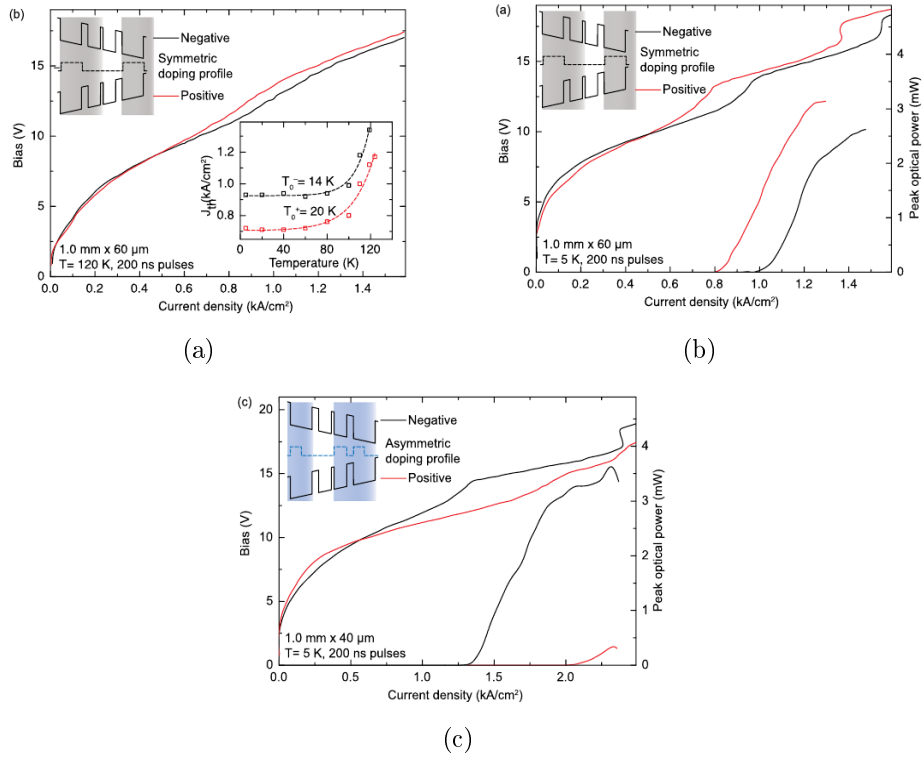 (b)
Negative
Symmetric
doping profile
Positive
Bias (V)
15
10
5
0
0.0 0.2 0.4 0.6 0.8 1.0 1.2 1.4
Current density (kA/cm²)
Jth(kA/cm²)
1.2
1.0
0.8
T0⁻= 14 K
T0⁺= 20 K
0 40 80 120
Temperature (K)
1.0 mm x 60 µm
T= 120 K, 200 ns pulses
(a)
(a)
Negative
Symmetric
doping profile
Positive
Bias (V)
15
10
5
0
0.0 0.2 0.4 0.6 0.8 1.0 1.2 1.4
Current density (kA/cm²)
Peak optical power (mW)
4
3
2
1
0
1.0 mm x 60 µm
T= 5 K, 200 ns pulses
(b)
(c)
Negative
Asymmetric
doping profile
Positive
Bias (V)
20
15
10
5
0
0.0 0.5 1.0 1.5 2.0
Current density (kA/cm²)
Peak optical power (mW)
4
3
2
1
0
1.0 mm x 40 µm
T= 5 K, 200 ns pulses
(c)